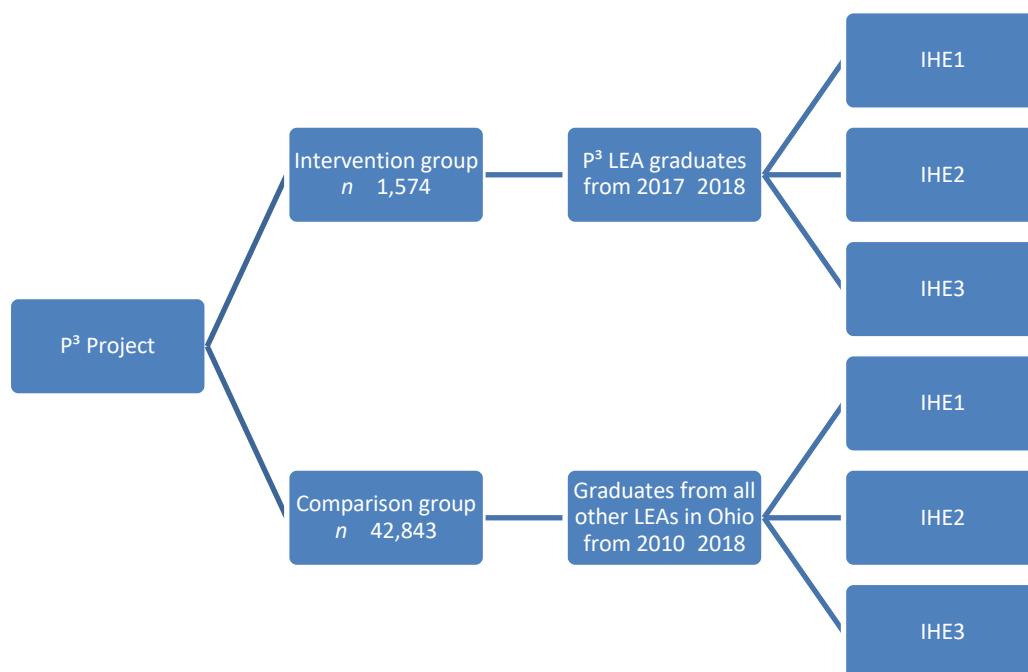 P³ Project
Intervention group
n 1,574
P³ LEA graduates
from 2017 2018
IHE1
IHE2
IHE3
Comparison group
n 42,843
Graduates from all
other LEAs in Ohio
from 2010 2018
IHE1
IHE2
IHE3